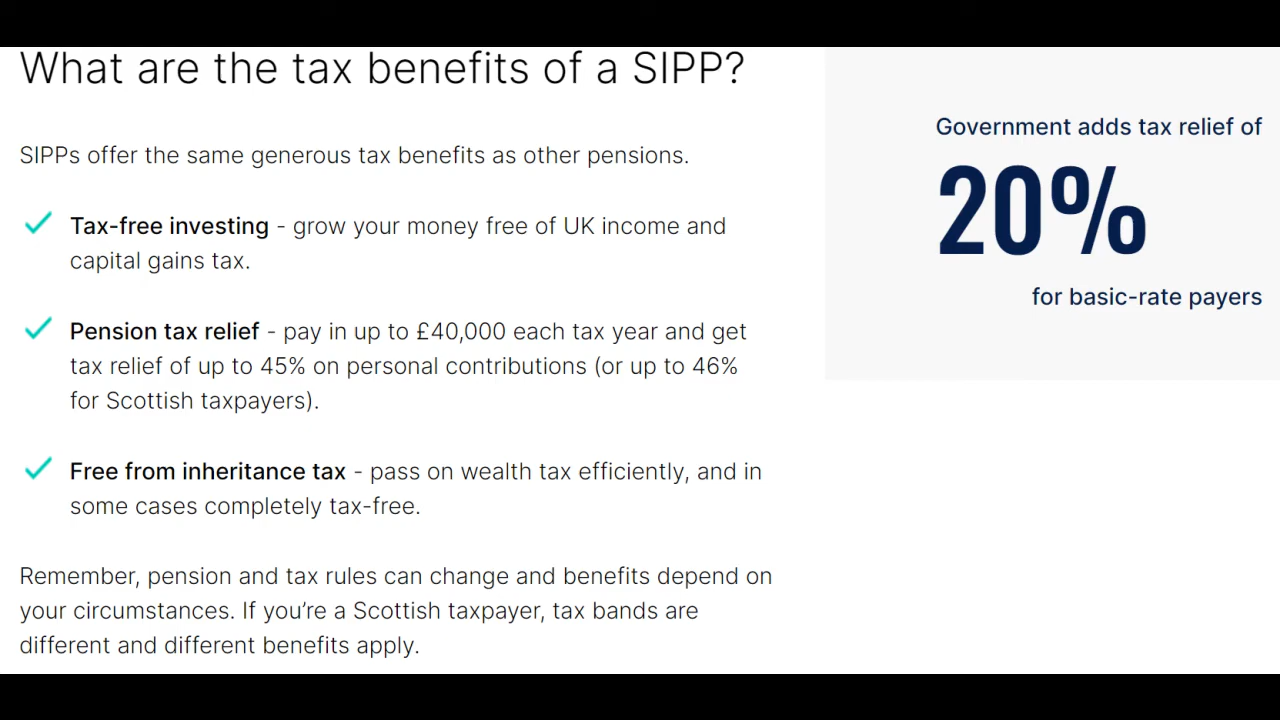 What are the tax benefits of a SIPP?
SIPPs offer the same generous tax benefits as other pensions.
Tax-free investing - grow your money free of UK income and
capital gains tax.
Pension tax relief - pay in up to £40,000 each tax year and get
tax relief of up to 45% on personal contributions (or up to 46%
for Scottish taxpayers).
Free from inheritance tax - pass on wealth tax efficiently, and in
some cases completely tax-free.
Remember, pension and tax rules can change and benefits depend on
your circumstances. If you’re a Scottish taxpayer, tax bands are
different and different benefits apply.
Government adds tax relief of
20%
for basic-rate payers